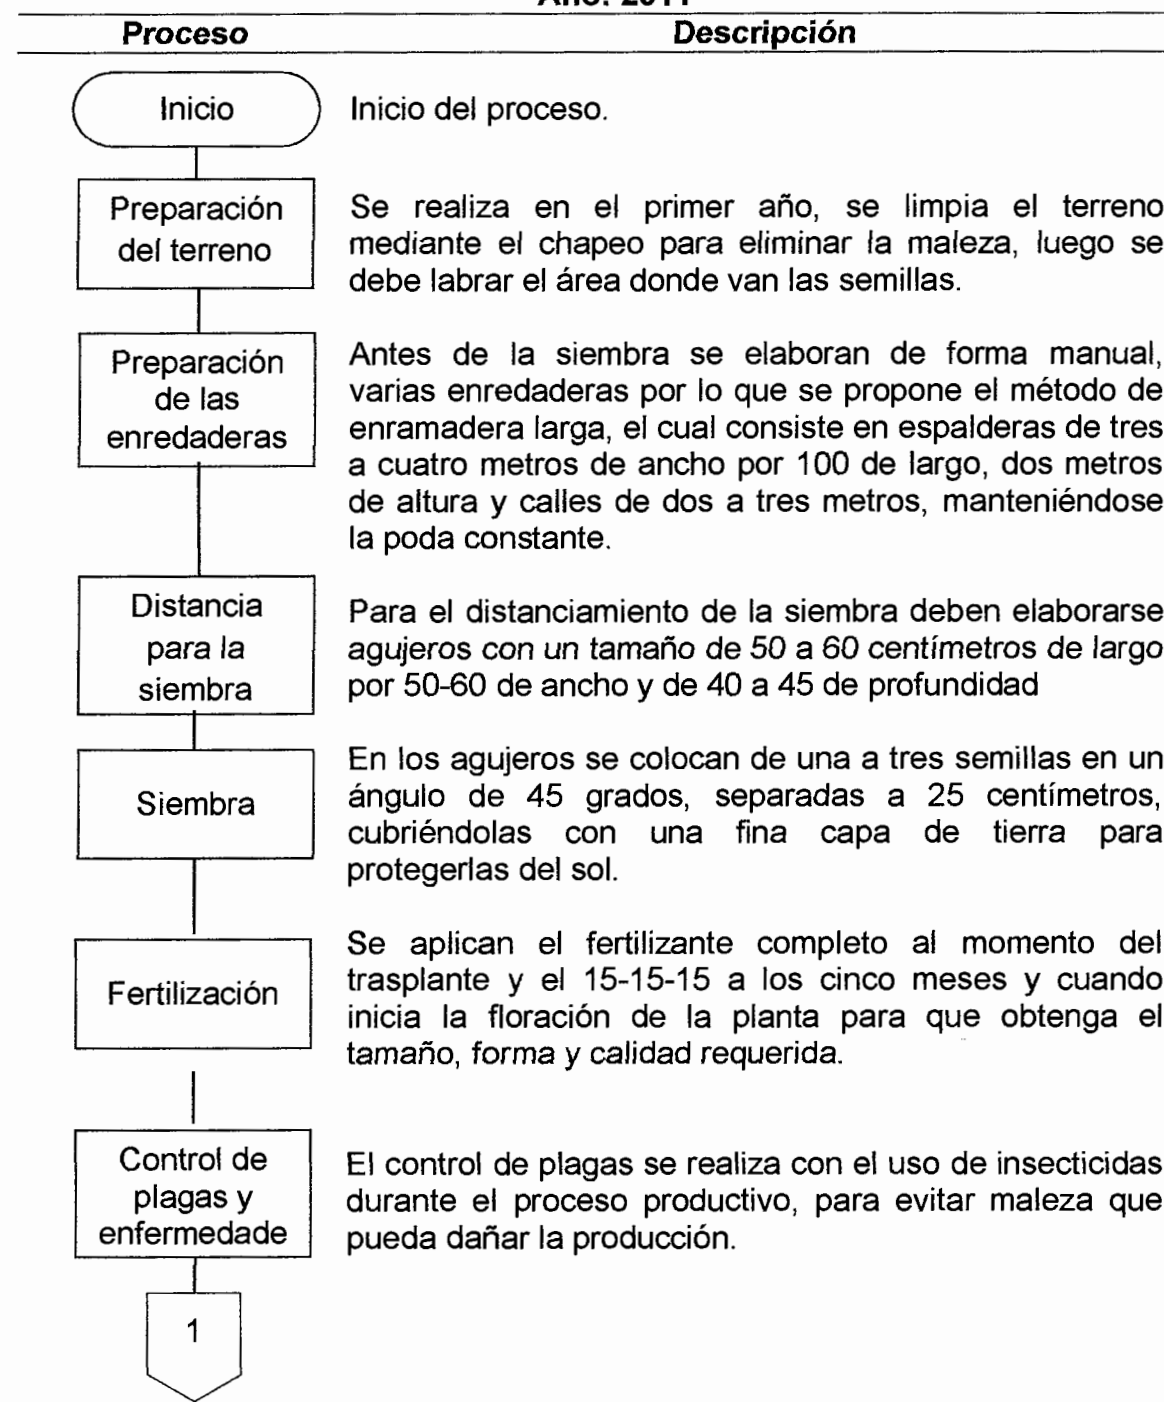 Proceso Descripción
Inicio
Inicio del proceso.
Preparación
del terreno
Se realiza en el primer año, se limpia el terreno
mediante el chapeo para eliminar la maleza, luego se
debe labrar el área donde van las semillas.
Preparación
de las
enredaderas
Antes de la siembra se elaboran de forma manual,
varias enredaderas por lo que se propone el método de
enramadera larga, el cual consiste en espalderas de tres
a cuatro metros de ancho por 100 de largo, dos metros
de altura y calles de dos a tres metros, manteniéndose
la poda constante.
Distancia
para la
siembra
Para el distanciamiento de la siembra deben elaborarse
agujeros con un tamaño de 50 a 60 centímetros de largo
por 50-60 de ancho y de 40 a 45 de profundidad
Siembra
En los agujeros se colocan de una a tres semillas en un
ángulo de 45 grados, separadas a 25 centímetros,
cubriéndolas con una fina capa de tierra para
protegerlas del sol.
Fertilización
Se aplican el fertilizante completo al momento del
trasplante y el 15-15-15 a los cinco meses y cuando
inicia la floración de la planta para que obtenga el
tamaño, forma y calidad requerida.
Control de
plagas y
enfermedade
El control de plagas se realiza con el uso de insecticidas
durante el proceso productivo, para evitar maleza que
pueda dañar la producción.
1